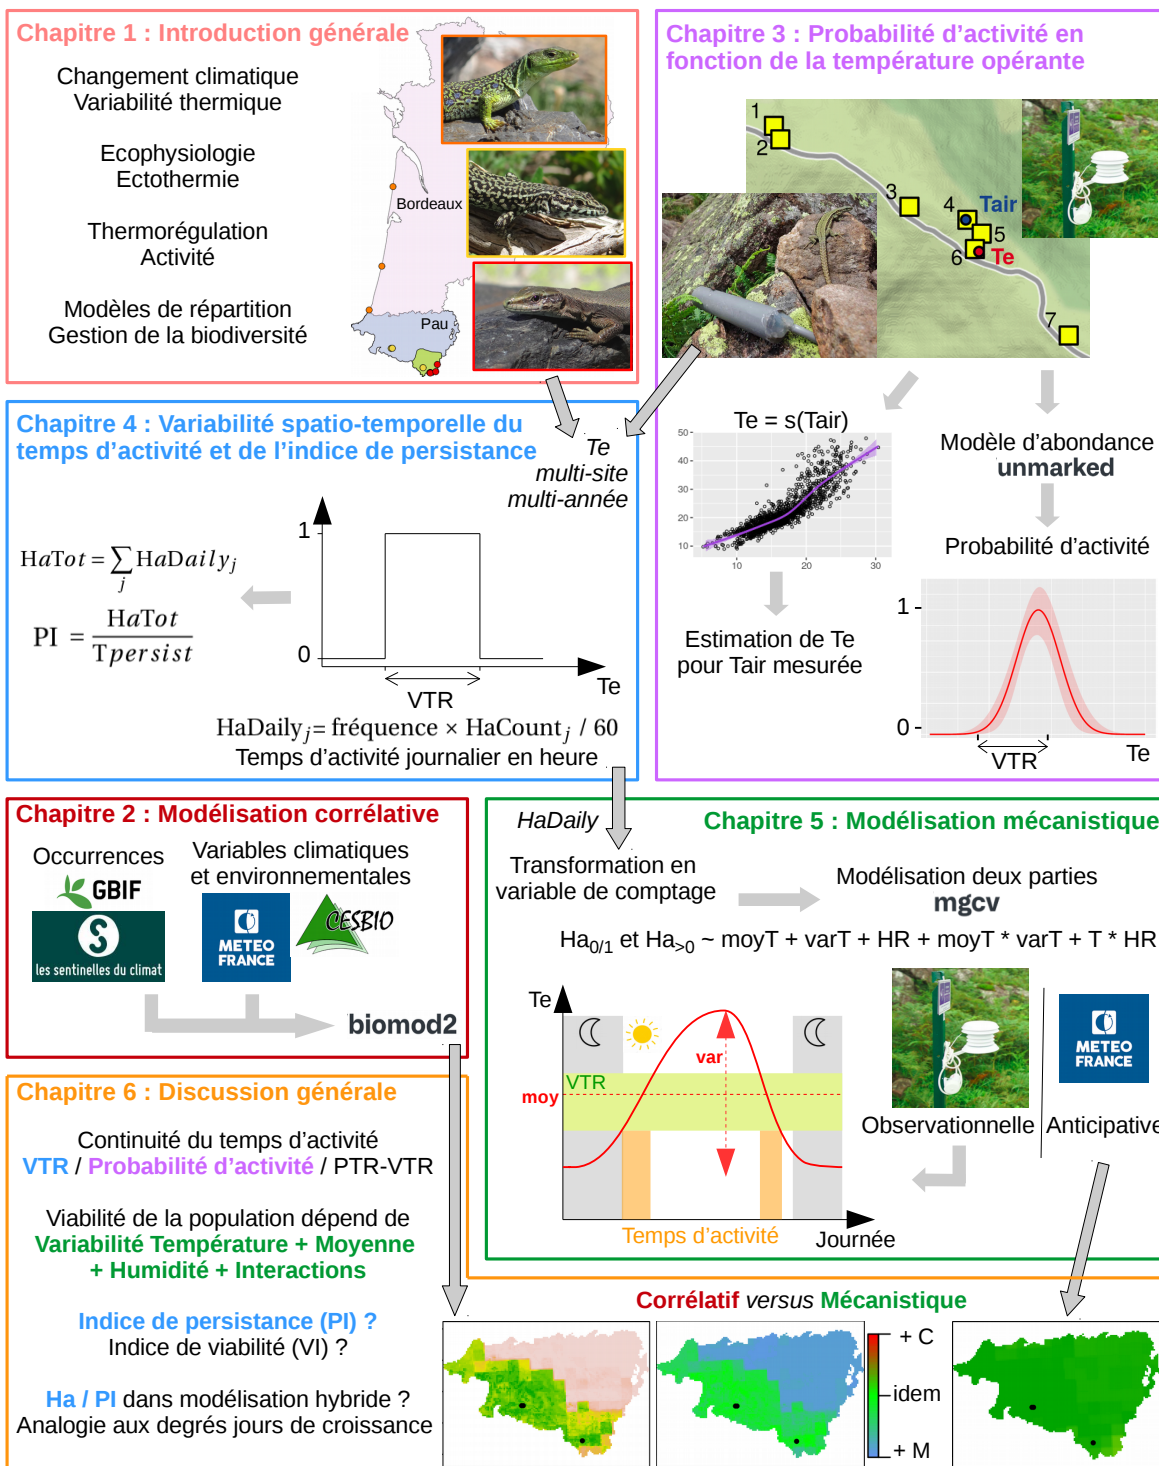 Chapitre 1 : Introduction générale
Changement climatique
Variabilité thermique
Ecophysiologie
Ectothermie
Thermorégulation
Activité
Modèles de répartition
Gestion de la biodiversité
Bordeaux
Pau
Chapitre 3 : Probabilité d'activité en
fonction de la température opérante
1
2
3
4
Tair
5
6
Te
7
Te = s(Tair)
50
40
30
20
10
10
20
30
Estimation de Te
pour Tair mesurée
Modèle d'abondance
unmarked
Probabilité d'activité
1
0
VTR
Te
Chapitre 4 : Variabilité spatio-temporelle du
temps d'activité et de l'indice de persistance
Te
multi-site
multi-année
HaTot = ∑j HaDailyj
PI = HaTot / Tpersist
1
0
Te
VTR
HaDailyj = fréquence × HaCountj / 60
Temps d'activité journalier en heure
Chapitre 2 : Modélisation corrélative
Occurrences
GBIF
les sentinelles du climat
Variables climatiques
et environnementales
METEO
FRANCE
CESBIO
biomod2
Chapitre 5 : Modélisation mécanistique
HaDaily
Transformation en
variable de comptage
Modélisation deux parties
mgcv
Ha0/1 et Ha>0 ~ moyT + varT + HR + moyT * varT + T * HR
Te
var
VTR
moy
Temps d'activité
Journée
Observationnelle
METEO
FRANCE
Anticipative
Chapitre 6 : Discussion générale
Continuité du temps d'activité
VTR / Probabilité d'activité / PTR-VTR
Viabilité de la population dépend de
Variabilité Température + Moyenne
+ Humidité + Interactions
Indice de persistance (PI) ?
Indice de viabilité (VI) ?
Ha / PI dans modélisation hybride ?
Analogie aux degrés jours de croissance
Corrélatif versus Mécanistique
+ C
idem
+ M